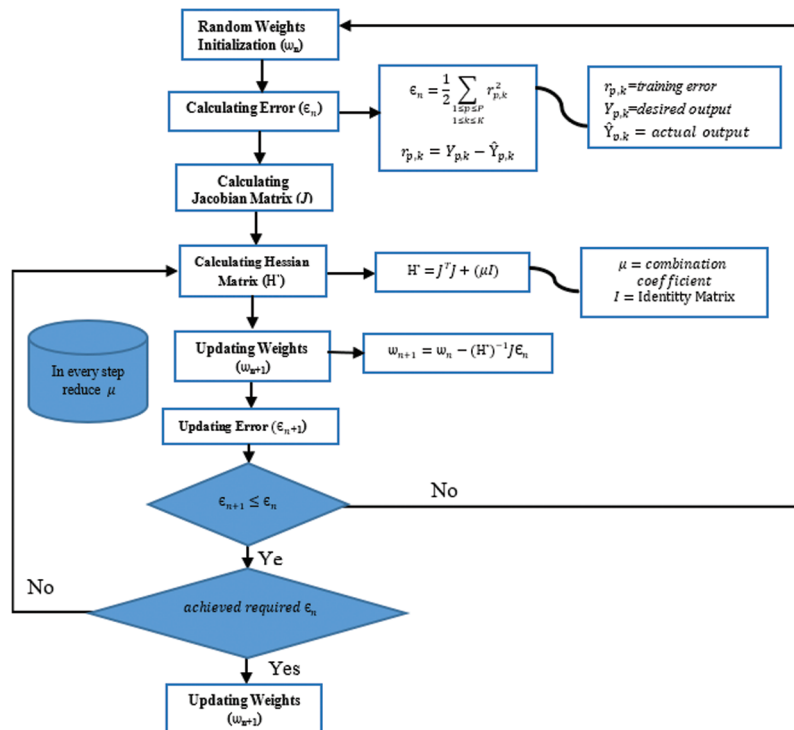 Random Weights
Initialization (ωₙ)
Calculating Error (ϵₙ)
ϵₙ = 1/2 ∑ r²ₚ,ₖ
1≤p≤P
1≤k≤K
rₚ,ₖ = Yₚ,ₖ − Ŷₚ,ₖ
rₚ,ₖ=training error
Yₚ,ₖ=desired output
Ŷₚ,ₖ = actual output
Calculating
Jacobian Matrix (J)
Calculating Hessian
Matrix (H˙)
H˙ = JᵀJ + (μI)
μ = combination
coefficient
I = Identitty Matrix
In every step
reduce μ
Updating Weights
(ωₙ₊₁)
ωₙ₊₁ = ωₙ − (H˙)⁻¹Jϵₙ
Updating Error (ϵₙ₊₁)
ϵₙ₊₁ ≤ ϵₙ
No
Ye
No
achieved required ϵₙ
Yes
Updating Weights
(ωₙ₊₁)